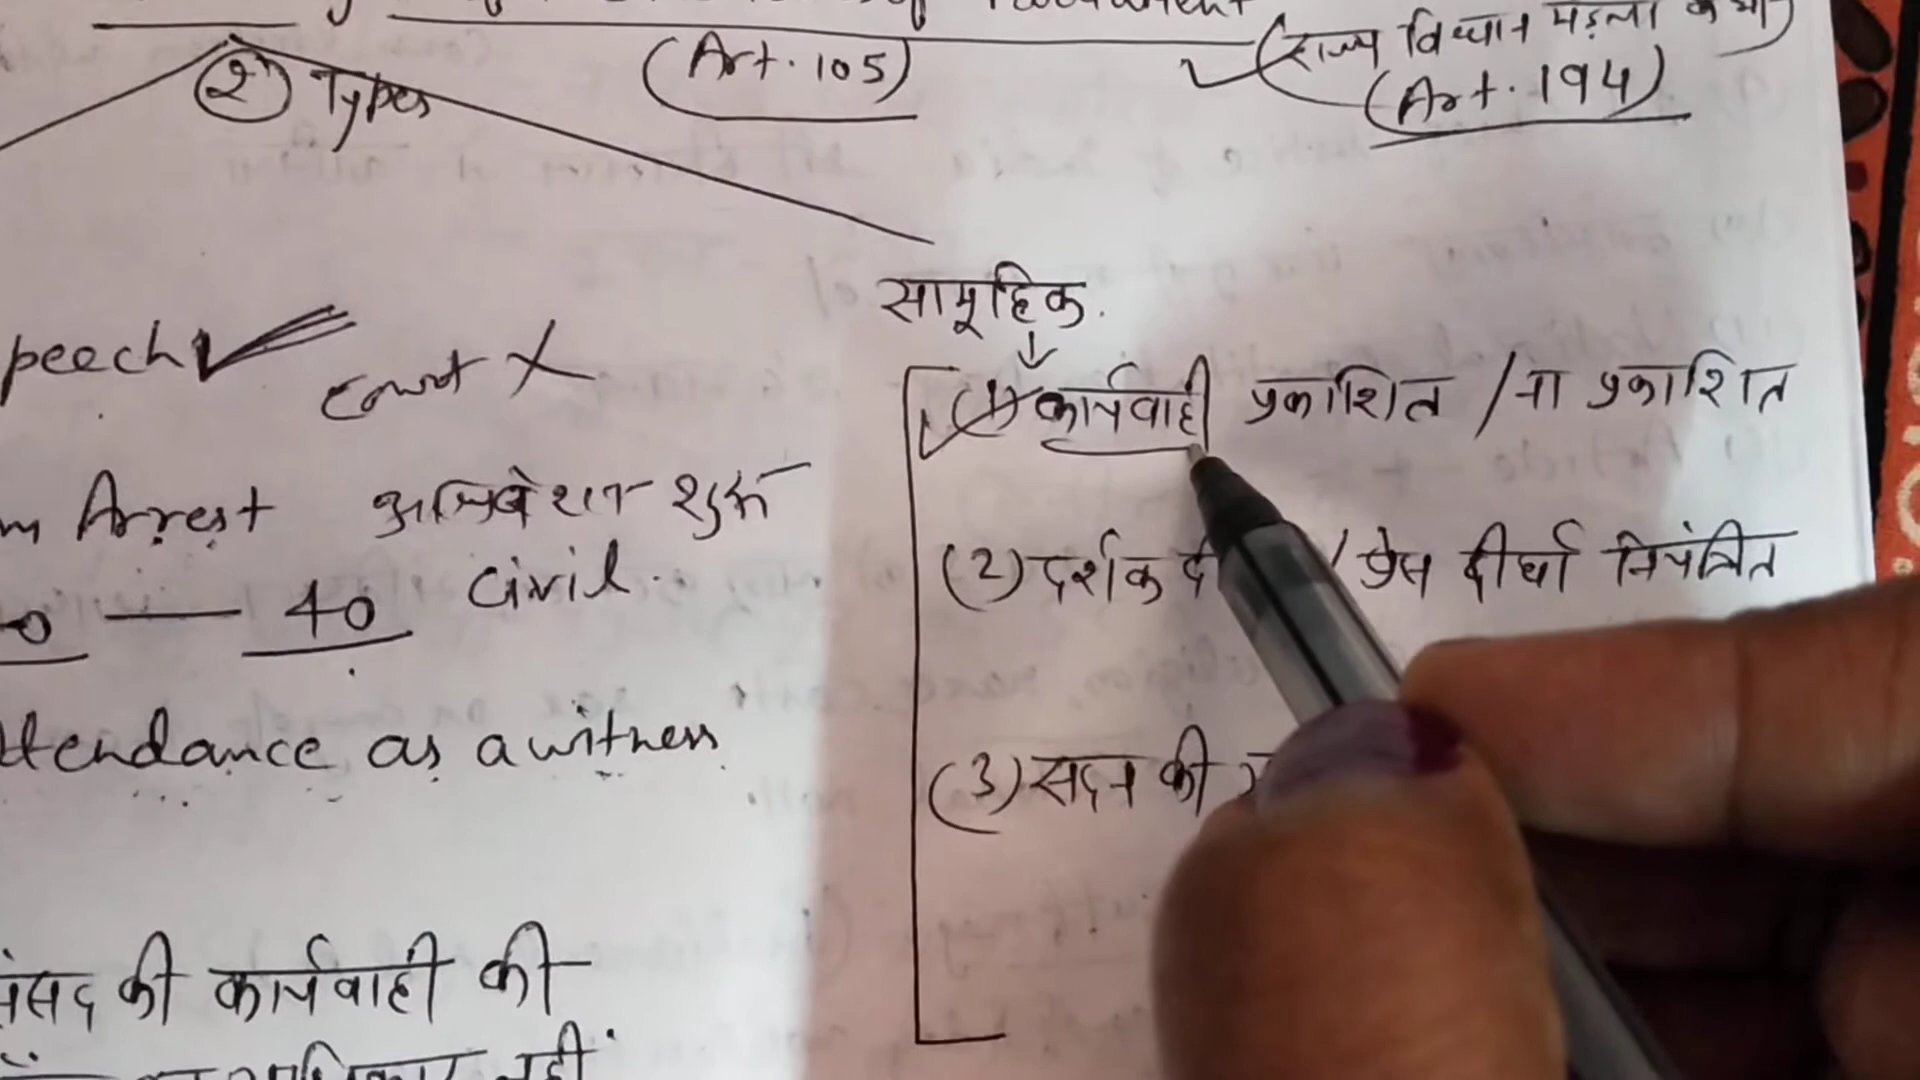 (Art. 105)
राज्य विधान
(Art. 194)
2 Types
सामूहिक.
peech
court
(1) कार्यवाही प्रकाशित / ना प्रकाशित
m Arrest अधिवेशन शुरू
civil.
40
(2) दर्शक दी / प्रेस दीर्घा नियंत्रित
ttendance as a witness
(3) सदन की
संसद की कार्यवाही की
नहीं